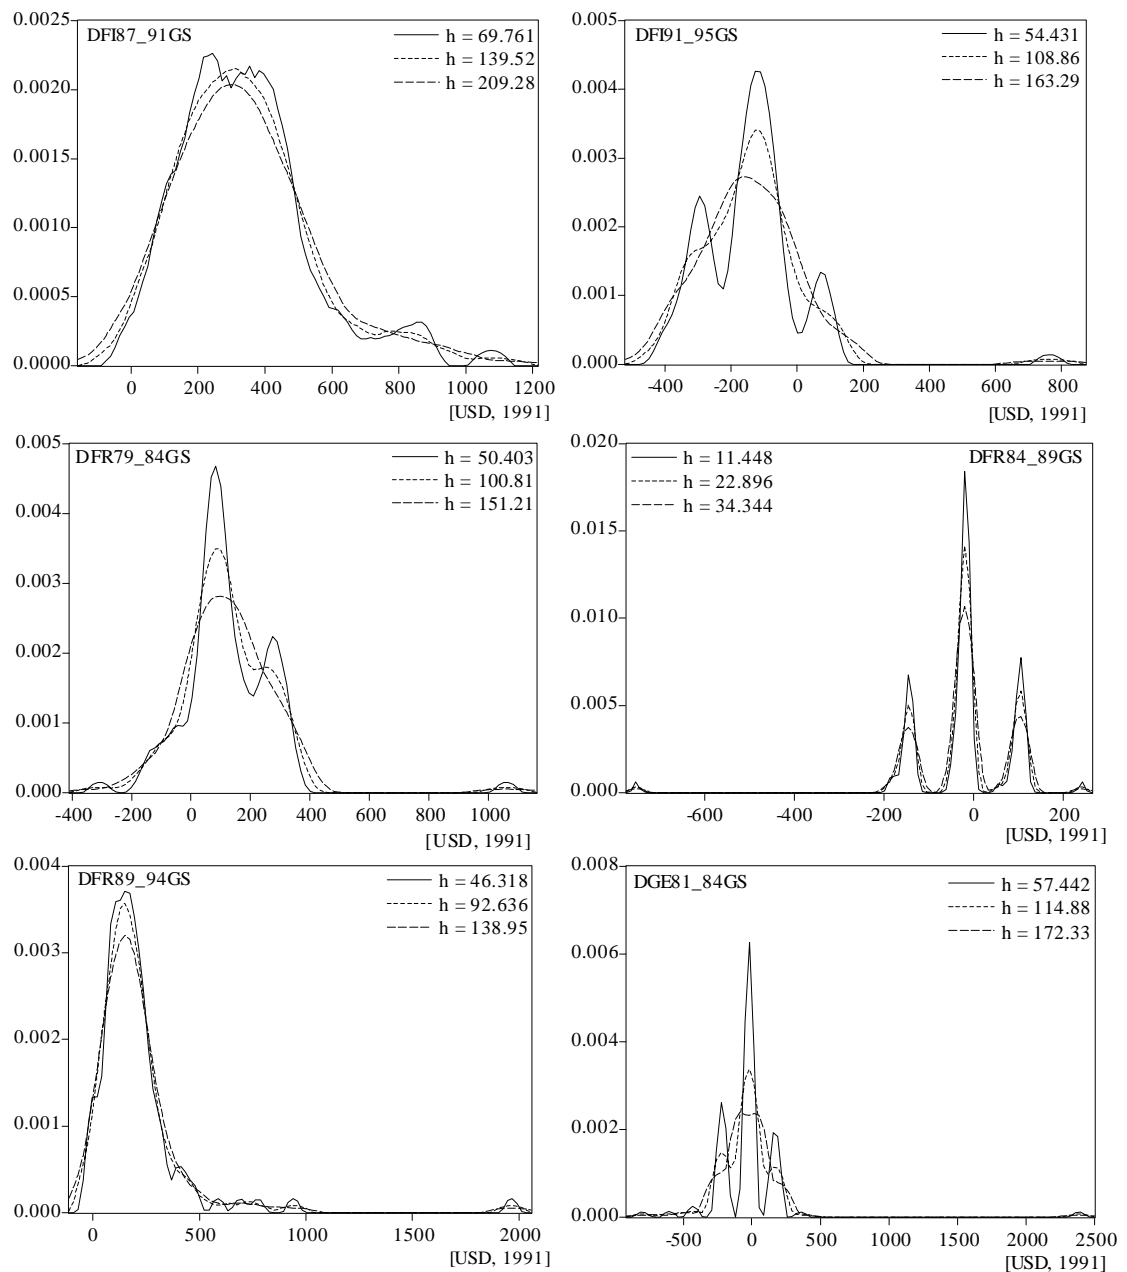 DFI87_91GS
h = 69.761
h = 139.52
h = 209.28
0.0025
0.0020
0.0015
0.0010
0.0005
0.0000
0 200 400 600 800 1000 1200
[USD, 1991]
DFI91_95GS
h = 54.431
h = 108.86
h = 163.29
0.005
0.004
0.003
0.002
0.001
0.000
-400 -200 0 200 400 600 800
[USD, 1991]
DFR79_84GS
h = 50.403
h = 100.81
h = 151.21
0.005
0.004
0.003
0.002
0.001
0.000
-400 -200 0 200 400 600 800 1000
[USD, 1991]
h = 11.448
h = 22.896
h = 34.344
DFR84_89GS
0.020
0.015
0.010
0.005
0.000
-600 -400 -200 0 200
[USD, 1991]
DFR89_94GS
h = 46.318
h = 92.636
h = 138.95
0.004
0.003
0.002
0.001
0.000
0 500 1000 1500 2000
[USD, 1991]
DGE81_84GS
h = 57.442
h = 114.88
h = 172.33
0.008
0.006
0.004
0.002
0.000
-500 0 500 1000 1500 2000 2500
[USD, 1991]